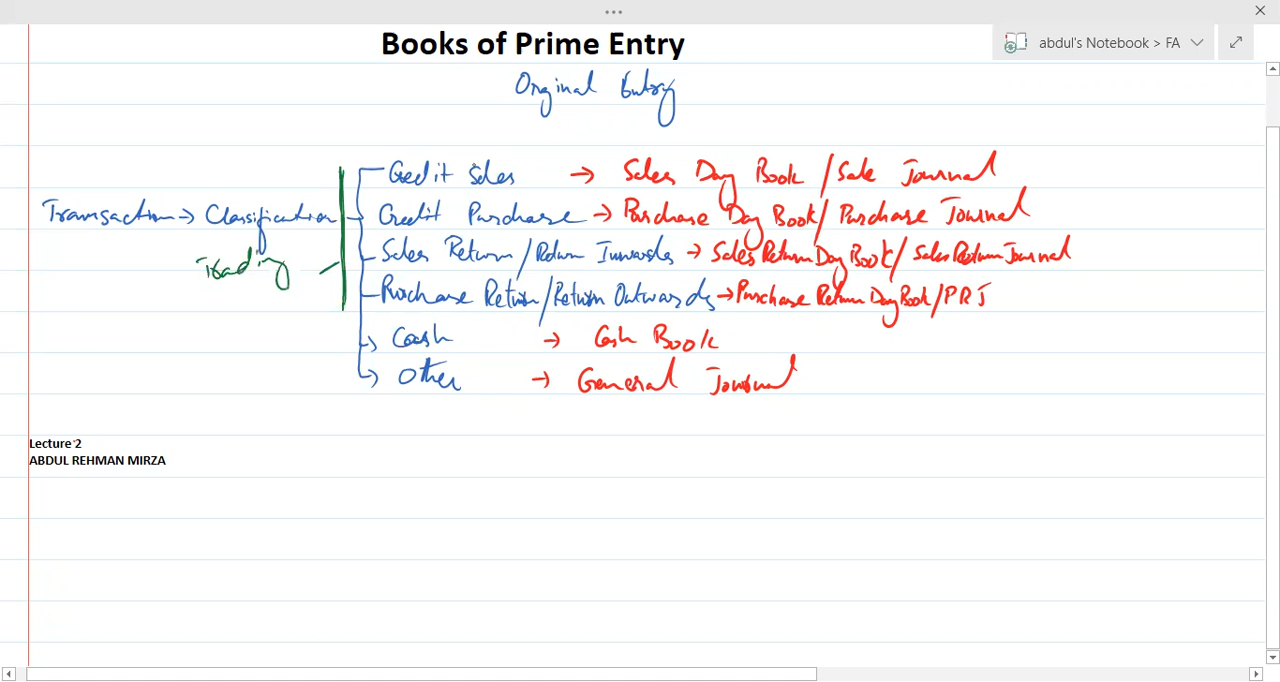 abdul's Notebook > FA
Books of Prime Entry
Orginal Entry
Credit Sales → Sales Day Book / Sale Journal
Transaction → Classification Credit Purchase → Purchase Day Book / Purchase Journal
Trading Sales Return / Return Inwards → Sales Return Day Book / Sales Return Journal
Purchase Return / Return Outwards → Purchase Return Day Book / PRJ
→ Cash → Cash Book
→ Other → General Journal
Lecture 2
ABDUL REHMAN MIRZA